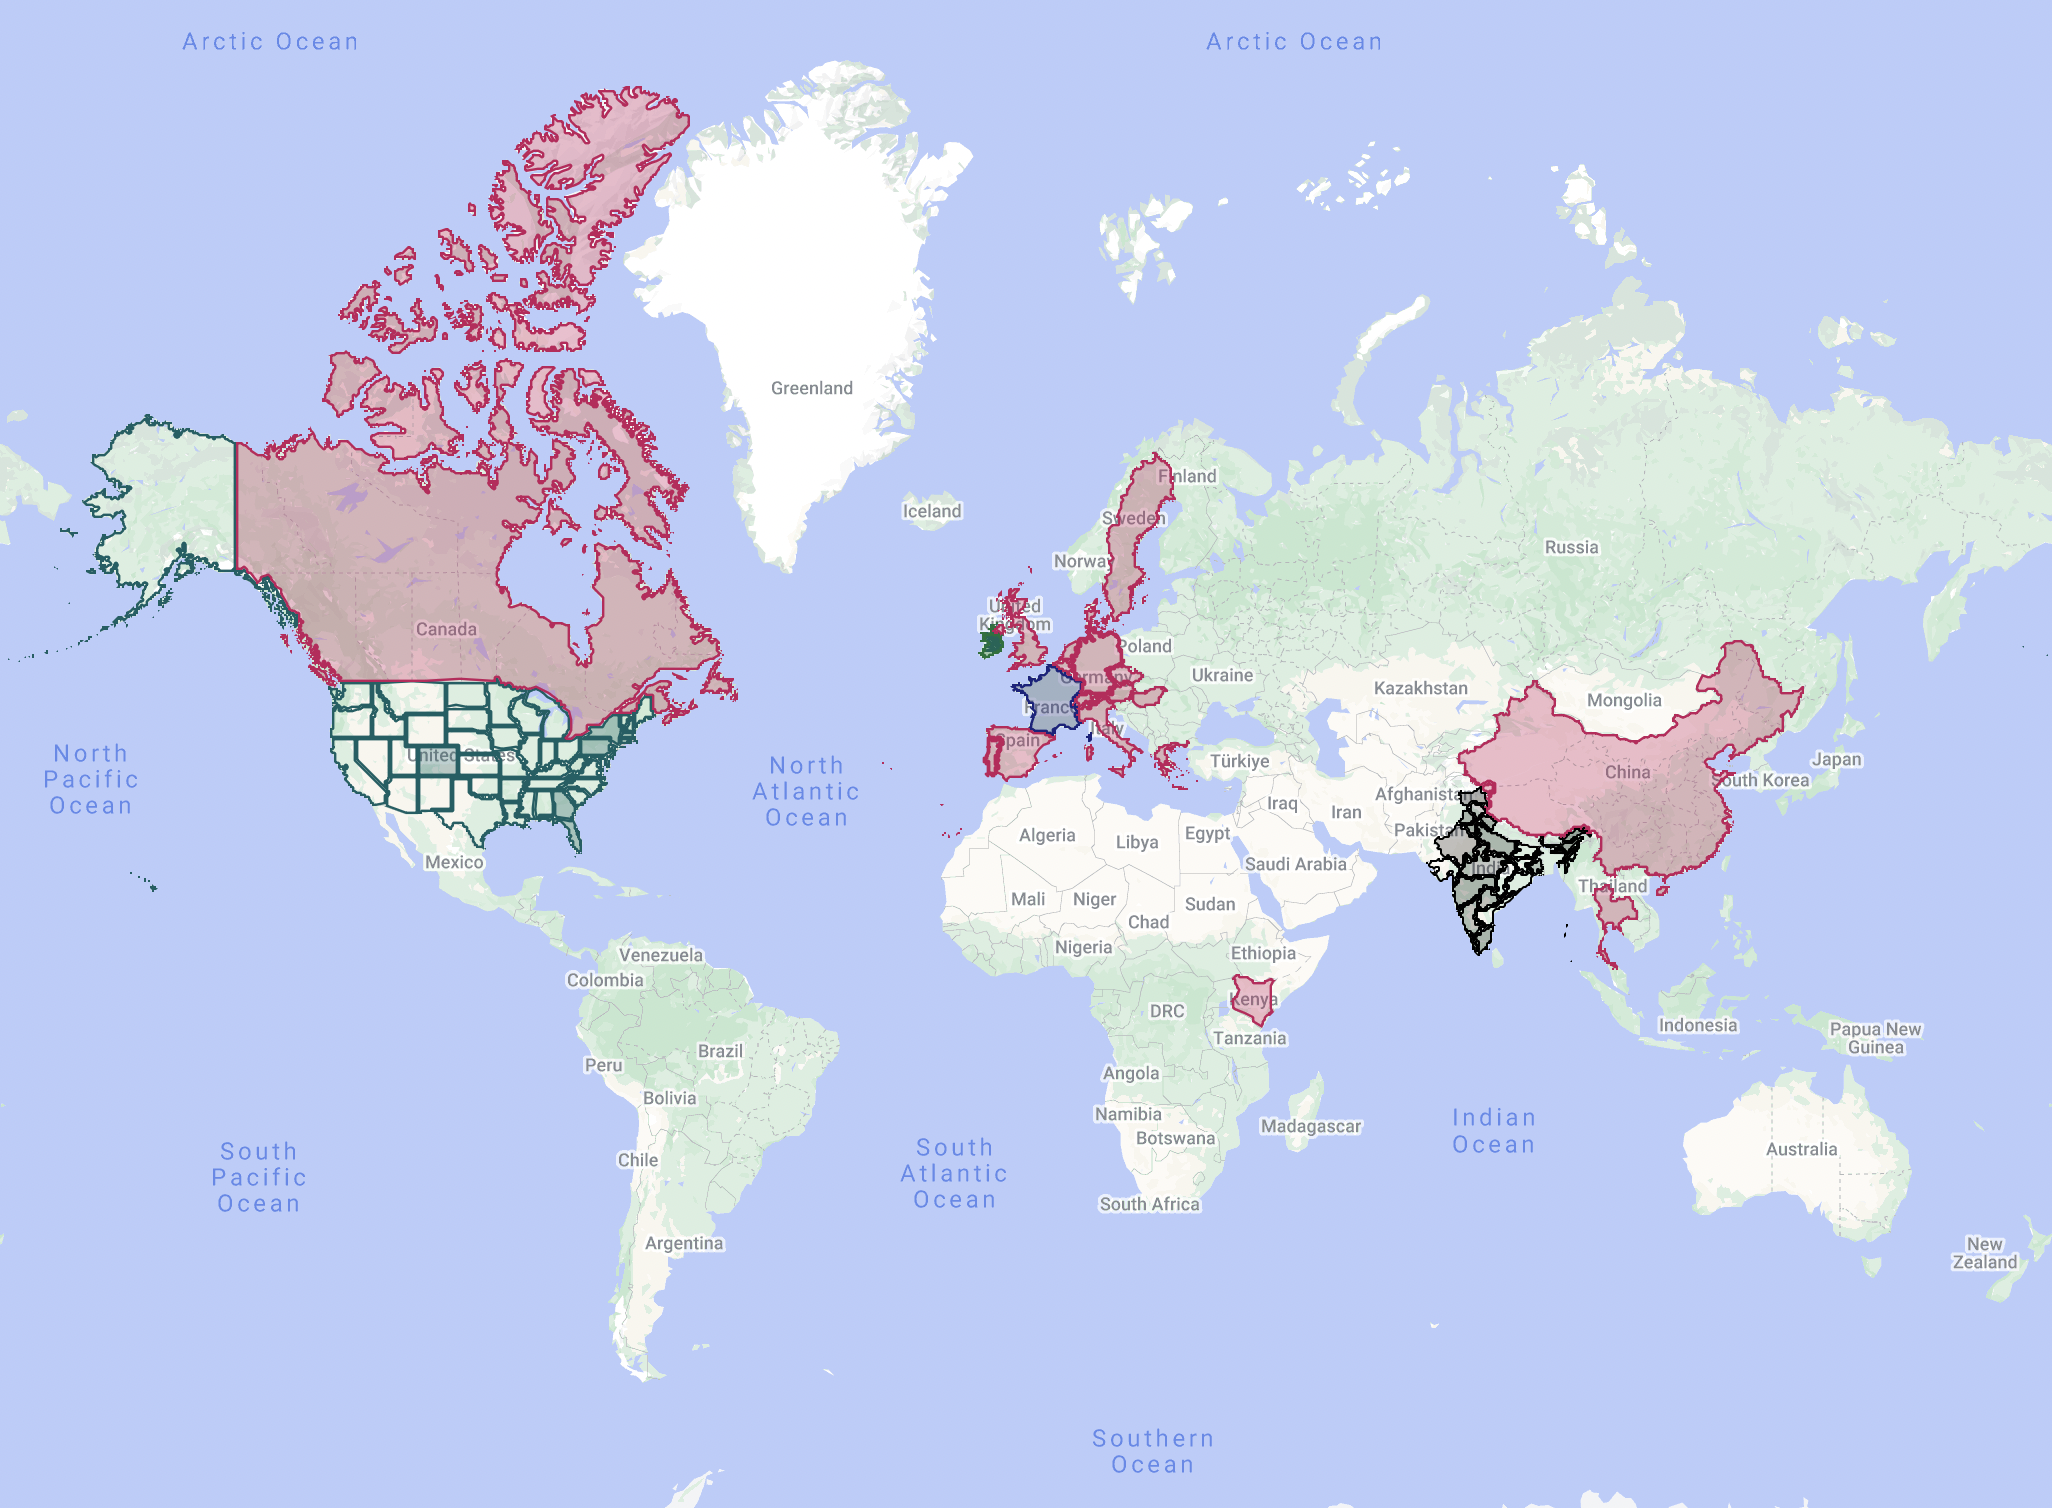 Arctic Ocean
Arctic Ocean
Greenland
Iceland
Finland
Sweden
Norwa
Russia
United
Kingdom
Canada
Poland
Germany
Ukraine
Kazakhstan
Mongolia
France
Italy
Spain
United States
North
Pacific
Ocean
North
Atlantic
Ocean
Türkiye
China
Japan
South Korea
Afghanistan
Iraq
Iran
Pakistan
Algeria
Libya
Egypt
Saudi Arabia
Mexico
India
Thailand
Mali
Niger
Chad
Sudan
Nigeria
Ethiopia
Venezuela
Colombia
Kenya
DRC
Tanzania
Indonesia
Papua New
Guinea
Brazil
Peru
Angola
Bolivia
Namibia
Botswana
Madagascar
Indian
Ocean
Australia
South
Pacific
Ocean
Chile
South
Atlantic
Ocean
South Africa
Argentina
New
Zealand
Southern
Ocean